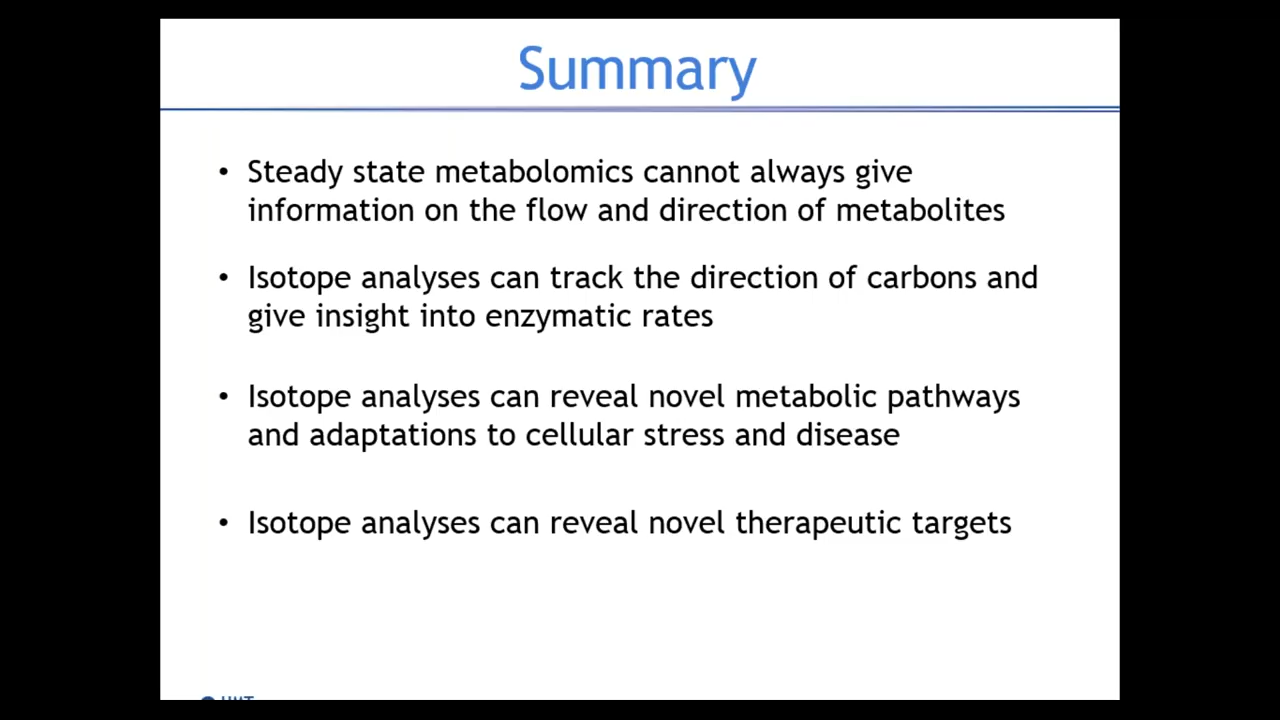 Summary
• Steady state metabolomics cannot always give
information on the flow and direction of metabolites
• Isotope analyses can track the direction of carbons and
give insight into enzymatic rates
• Isotope analyses can reveal novel metabolic pathways
and adaptations to cellular stress and disease
• Isotope analyses can reveal novel therapeutic targets